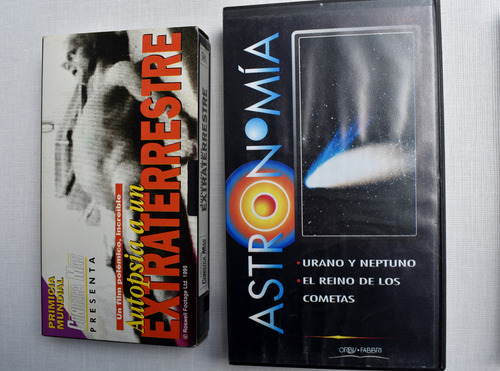 PRIMICIA
MUNDIAL
PRESENTA
Un film polémico, increíble
Autopsia a un
EXTRATERRESTRE
© Roswell Footage Ltd. 1995
EXTRATERRESTRE
ASTRONOMÍA
• URANO Y NEPTUNO
• EL REINO DE LOS
COMETAS
ORBIS • FABBRI